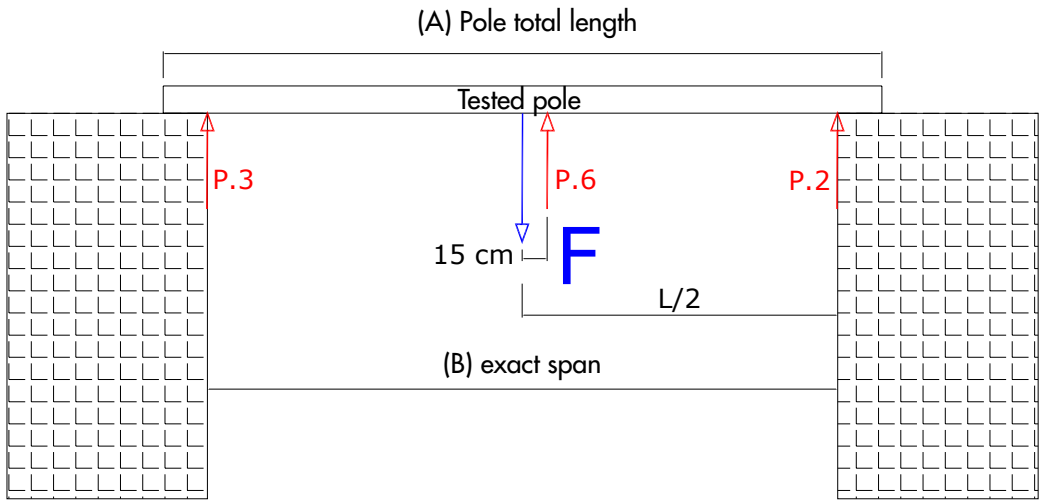 (A) Pole total length
Tested pole
P.3
P.6
P.2
15 cm
F
L/2
(B) exact span